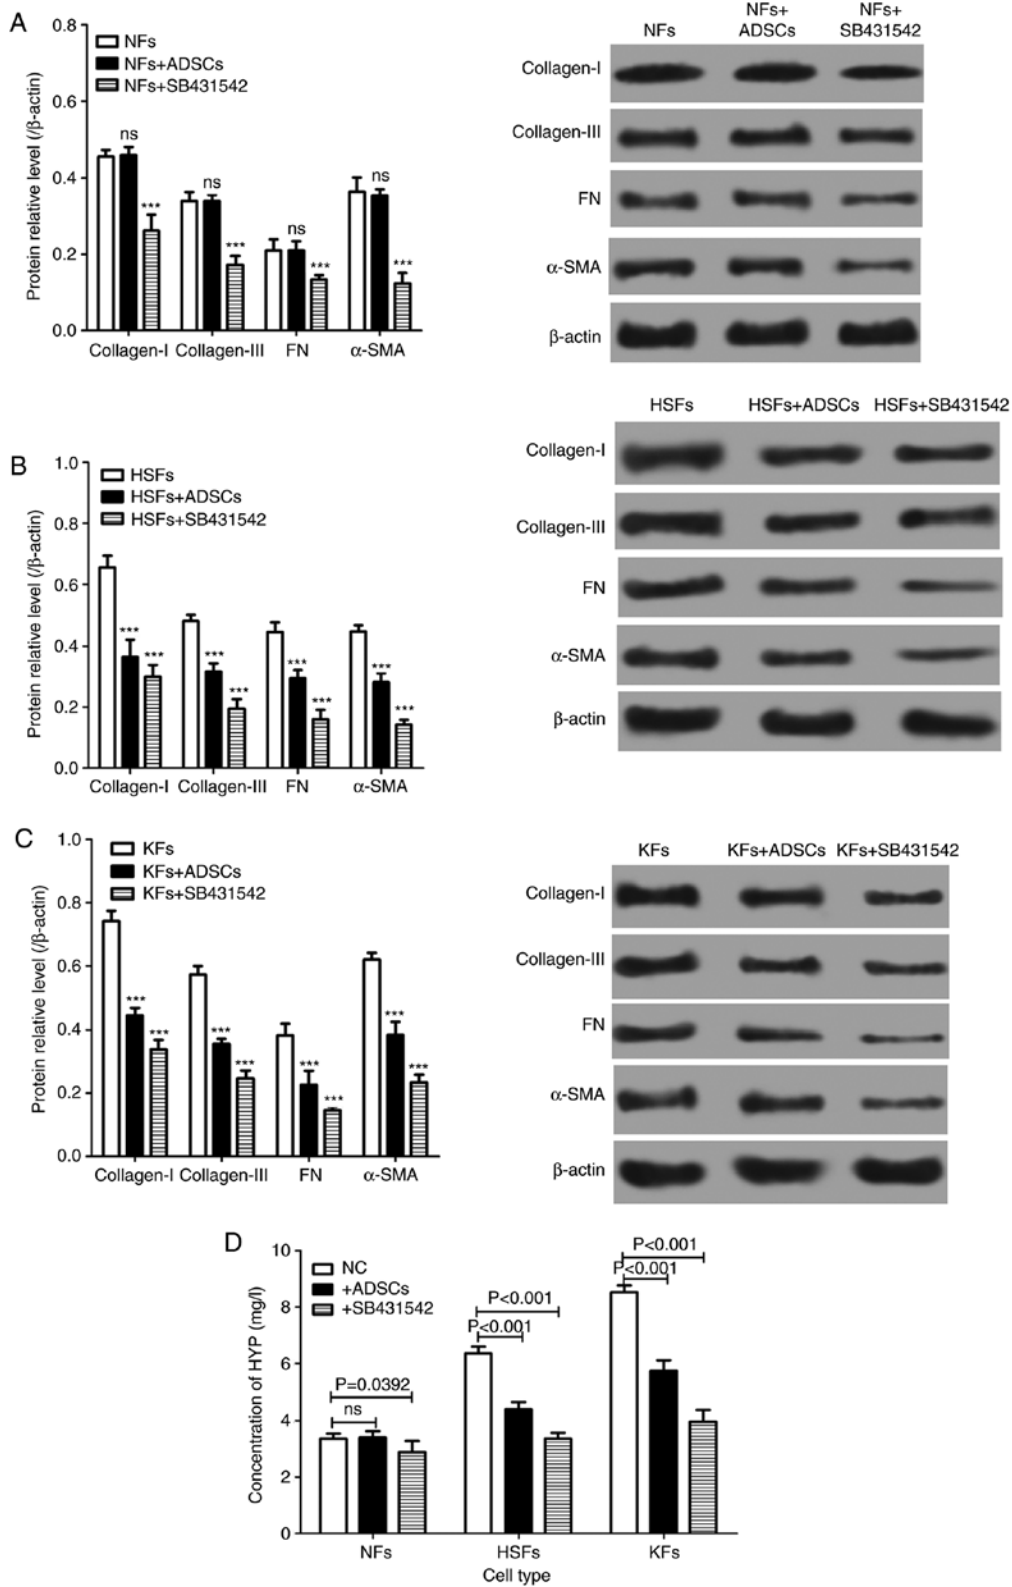 A
0.8
0.6
0.4
0.2
0.0
Protein relative level (/β-actin)
NFs
NFs+ADSCs
NFs+SB431542
ns
***
ns
***
ns
***
ns
***
Collagen-I Collagen-III FN α-SMA
NFs
NFs+
ADSCs
NFs+
SB431542
Collagen-I
Collagen-III
FN
α-SMA
β-actin
B
1.0
0.8
0.6
0.4
0.2
0.0
Protein relative level (/β-actin)
HSFs
HSFs+ADSCs
HSFs+SB431542
***
***
***
***
***
***
***
***
Collagen-I Collagen-III FN α-SMA
HSFs HSFs+ADSCs HSFs+SB431542
Collagen-I
Collagen-III
FN
α-SMA
β-actin
C
1.0
0.8
0.6
0.4
0.2
0.0
Protein relative level (/β-actin)
KFs
KFs+ADSCs
KFs+SB431542
***
***
***
***
***
***
***
***
Collagen-I Collagen-III FN α-SMA
KFs KFs+ADSCs KFs+SB431542
Collagen-I
Collagen-III
FN
α-SMA
β-actin
D
10
8
6
4
2
0
Concentration of HYP (mg/l)
NC
+ADSCs
+SB431542
P=0.0392
ns
P<0.001
P<0.001
P<0.001
P<0.001
NFs HSFs KFs
Cell type